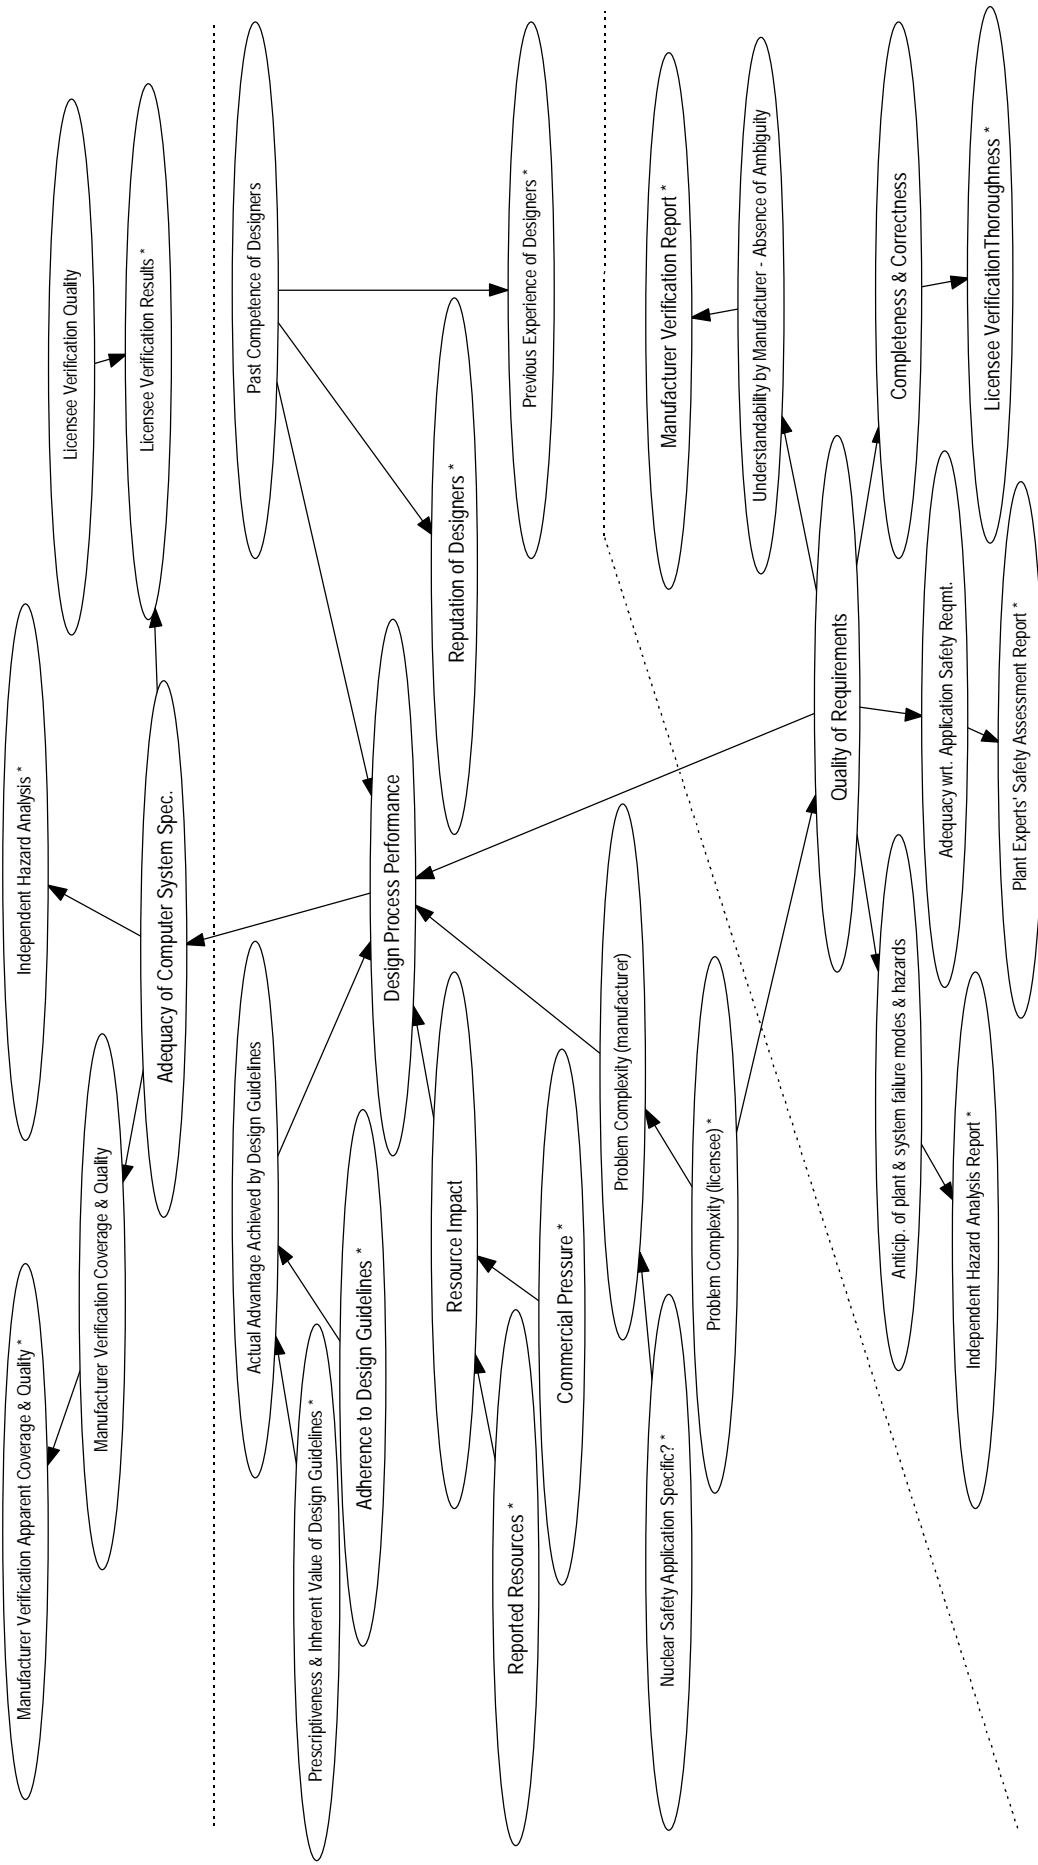 Manufacturer Verification Apparent Coverage & Quality *
Independent Hazard Analysis *
Licensee Verification Quality
Manufacturer Verification Coverage & Quality
Licensee Verification Results *
Adequacy of Computer System Spec.
Actual Advantage Achieved by Design Guidelines
Past Competence of Designers
Prescriptiveness & Inherent Value of Design Guidelines *
Adherence to Design Guidelines *
Design Process Performance
Resource Impact
Reputation of Designers *
Reported Resources *
Previous Experience of Designers *
Commercial Pressure *
Problem Complexity (manufacturer)
Nuclear Safety Application Specific? *
Manufacturer Verification Report *
Problem Complexity (licensee) *
Understandability by Manufacturer - Absence of Ambiguity
Quality of Requirements
Anticip. of plant & system failure modes & hazards
Completeness & Correctness
Adequacy wrt. Application Safety Reqmt.
Independent Hazard Analysis Report *
Licensee VerificationThoroughness *
Plant Experts' Safety Assessment Report *